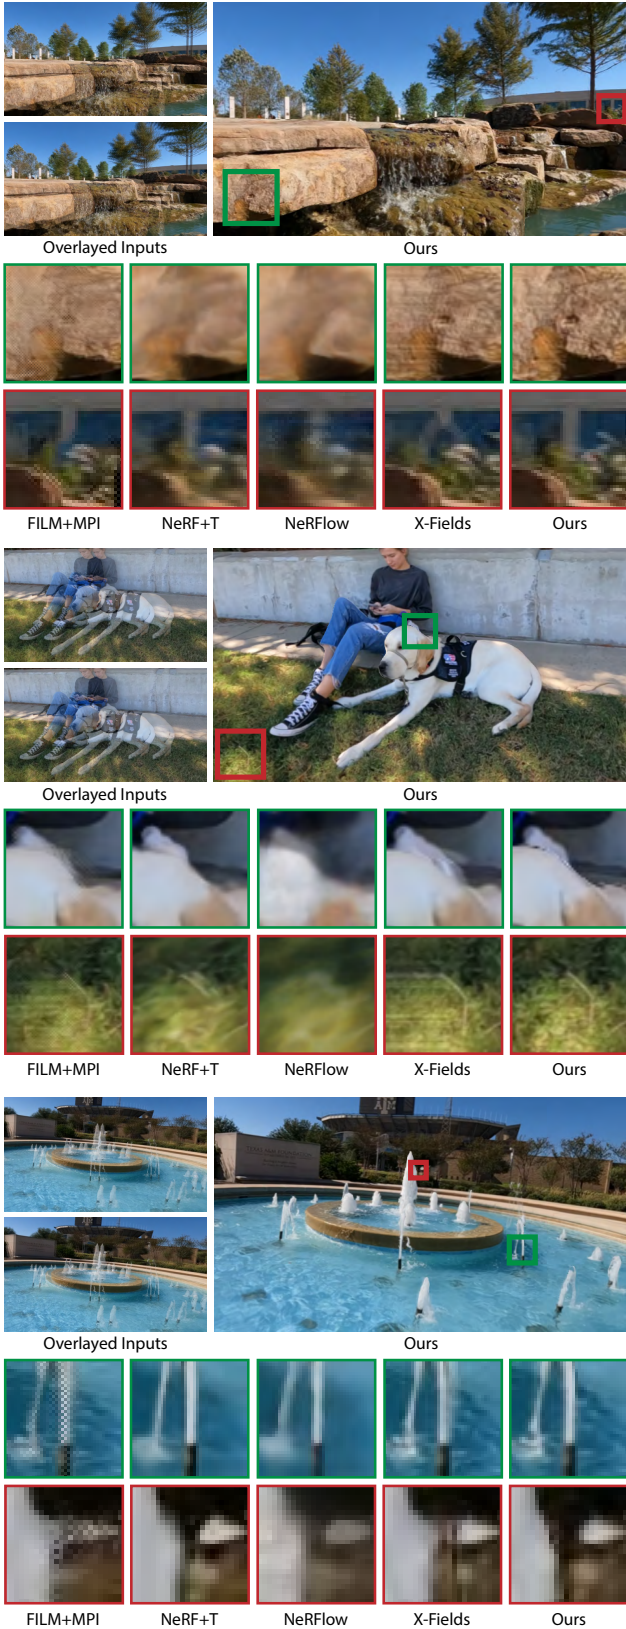 Overlayed Inputs
Ours
FILM+MPI
NeRF+T
NeRFlow
X-Fields
Ours
Overlayed Inputs
Ours
FILM+MPI
NeRF+T
NeRFlow
X-Fields
Ours
A̲T̲M
Overlayed Inputs
Ours
FILM+MPI
NeRF+T
NeRFlow
X-Fields
Ours